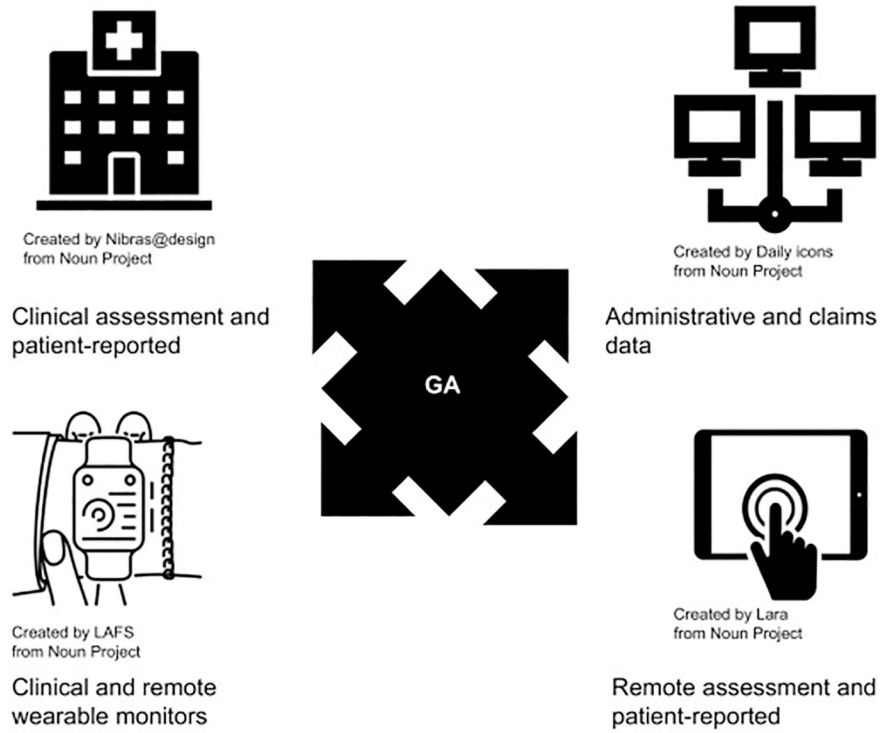 Created by Nibras@design
from Noun Project
Clinical assessment and
patient-reported
Created by Daily icons
from Noun Project
Administrative and claims
data
GA
Created by LAFS
from Noun Project
Clinical and remote
wearable monitors
Created by Lara
from Noun Project
Remote assessment and
patient-reported